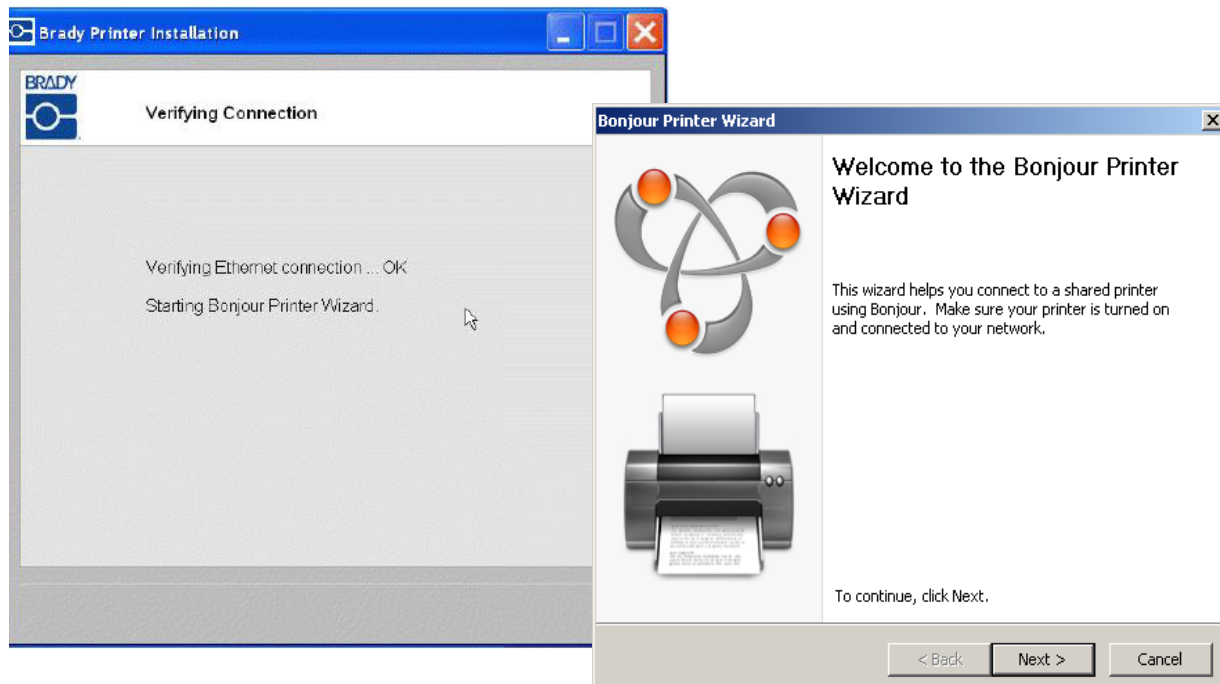 Brady Printer Installation
BRADY
Verifying Connection
Verifying Ethernet connection ... OK
Starting Bonjour Printer Wizard.
Bonjour Printer Wizard
Welcome to the Bonjour Printer
Wizard
This wizard helps you connect to a shared printer
using Bonjour. Make sure your printer is turned on
and connected to your network.
To continue, click Next.
< Back Next > Cancel